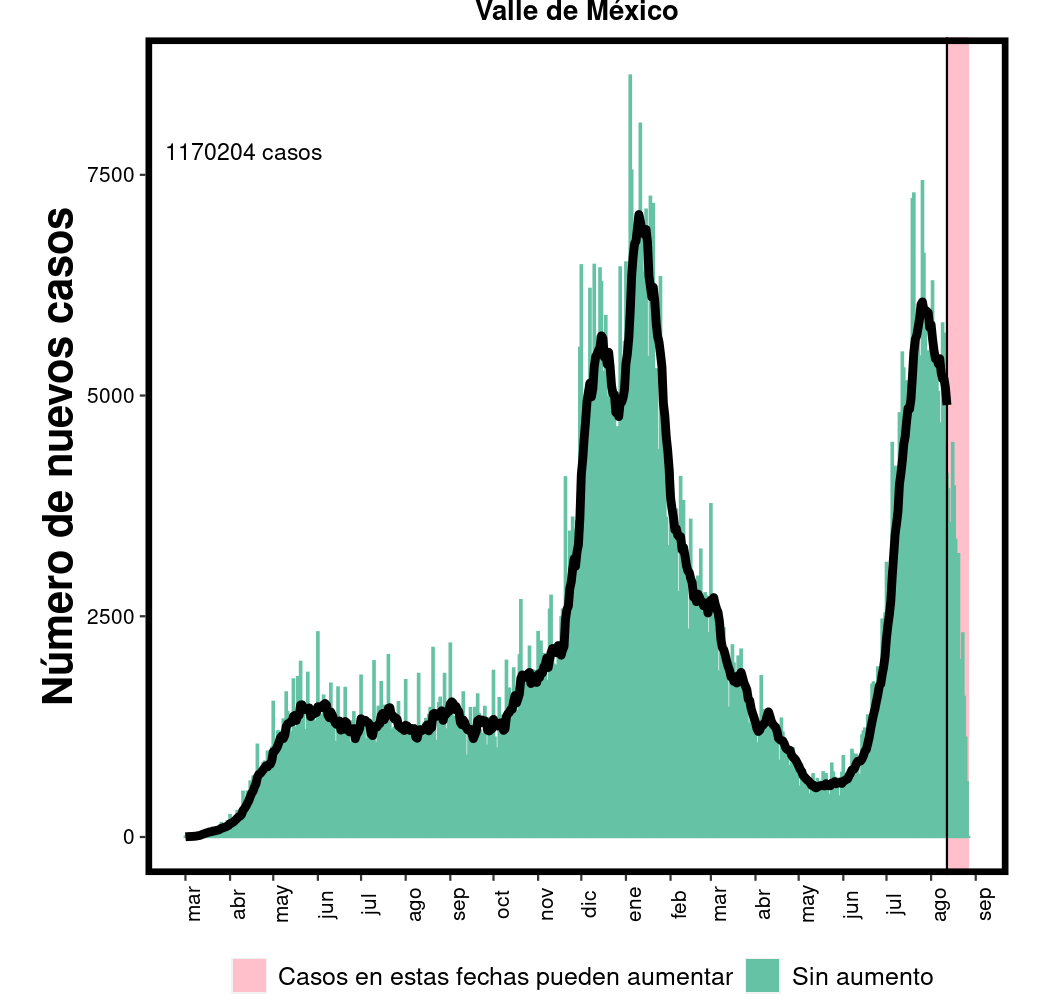 Valle de México
1170204 casos
Número de nuevos casos
7500
5000
2500
0
mar abr may jun jul ago sep oct nov dic ene feb mar abr may jun jul ago sep
Casos en estas fechas pueden aumentar Sin aumento